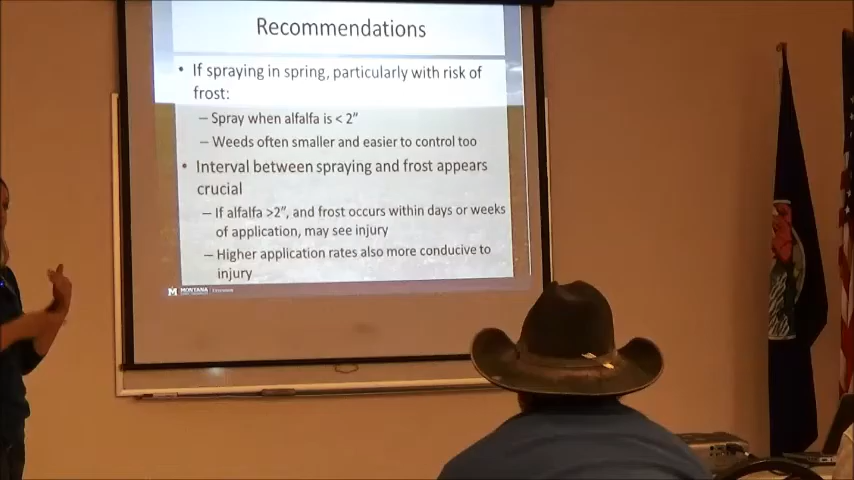 Recommendations
• If spraying in spring, particularly with risk of
frost:
– Spray when alfalfa is < 2"
– Weeds often smaller and easier to control too
• Interval between spraying and frost appears
crucial
– If alfalfa >2", and frost occurs within days or weeks
of application, may see injury
– Higher application rates also more conducive to
injury
M MONTANA